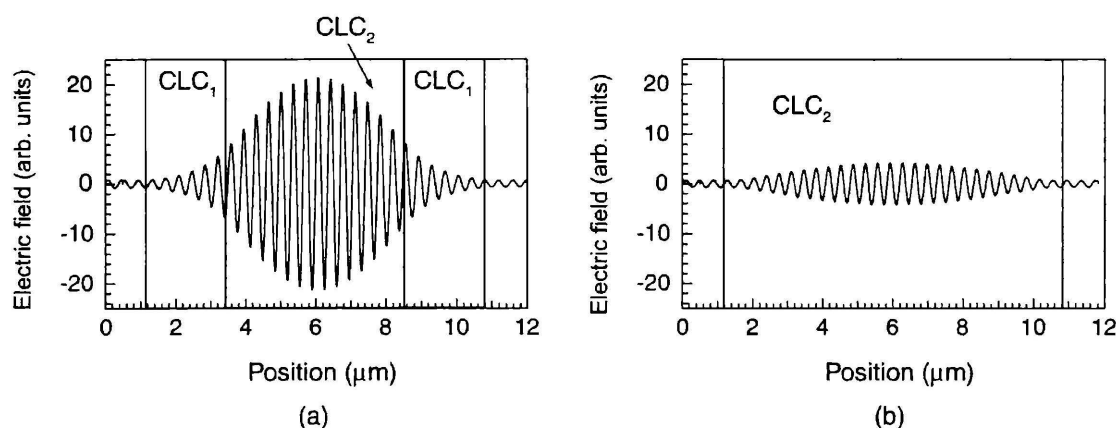 CLC₂
CLC₁
CLC₁
Electric field (arb. units)
20
10
0
-10
-20
0 2 4 6 8 10 12
Position (μm)
(a)
CLC₂
Electric field (arb. units)
20
10
0
-10
-20
0 2 4 6 8 10 12
Position (μm)
(b)